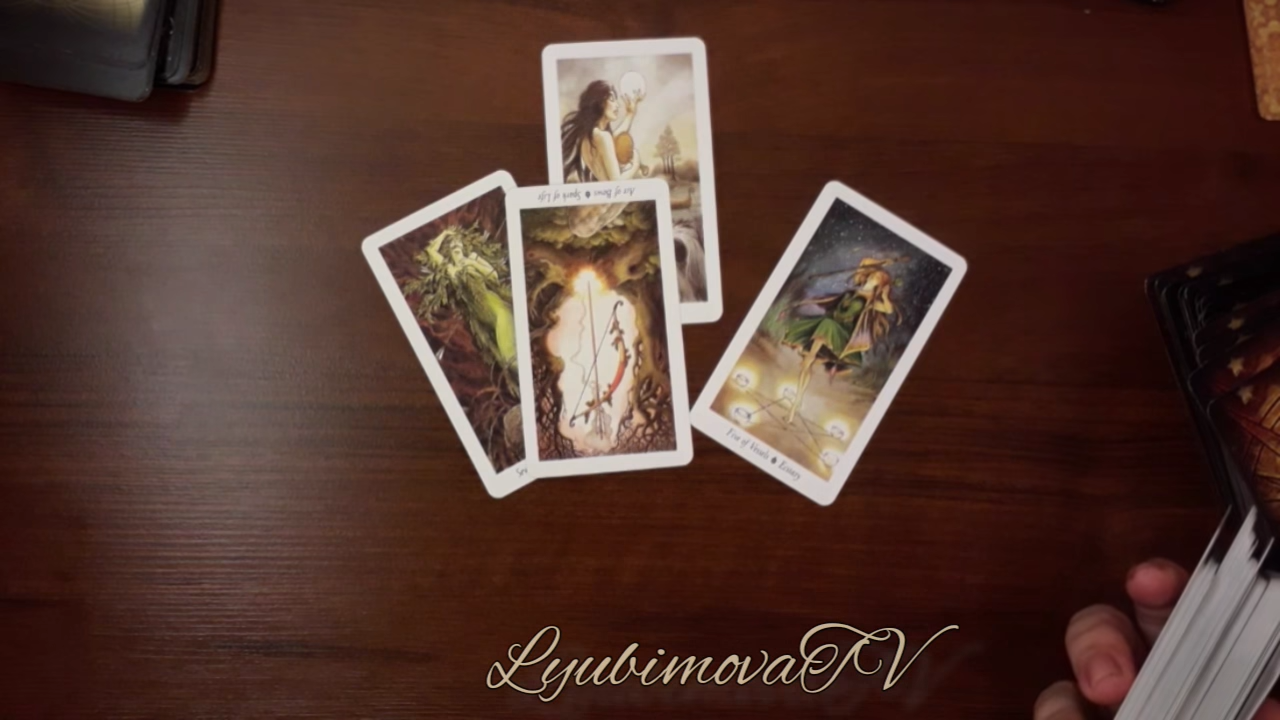 Ace of Bows ♦ Spark of Life
Five of Vessels ♦ Ecstasy
LyubimovaTV